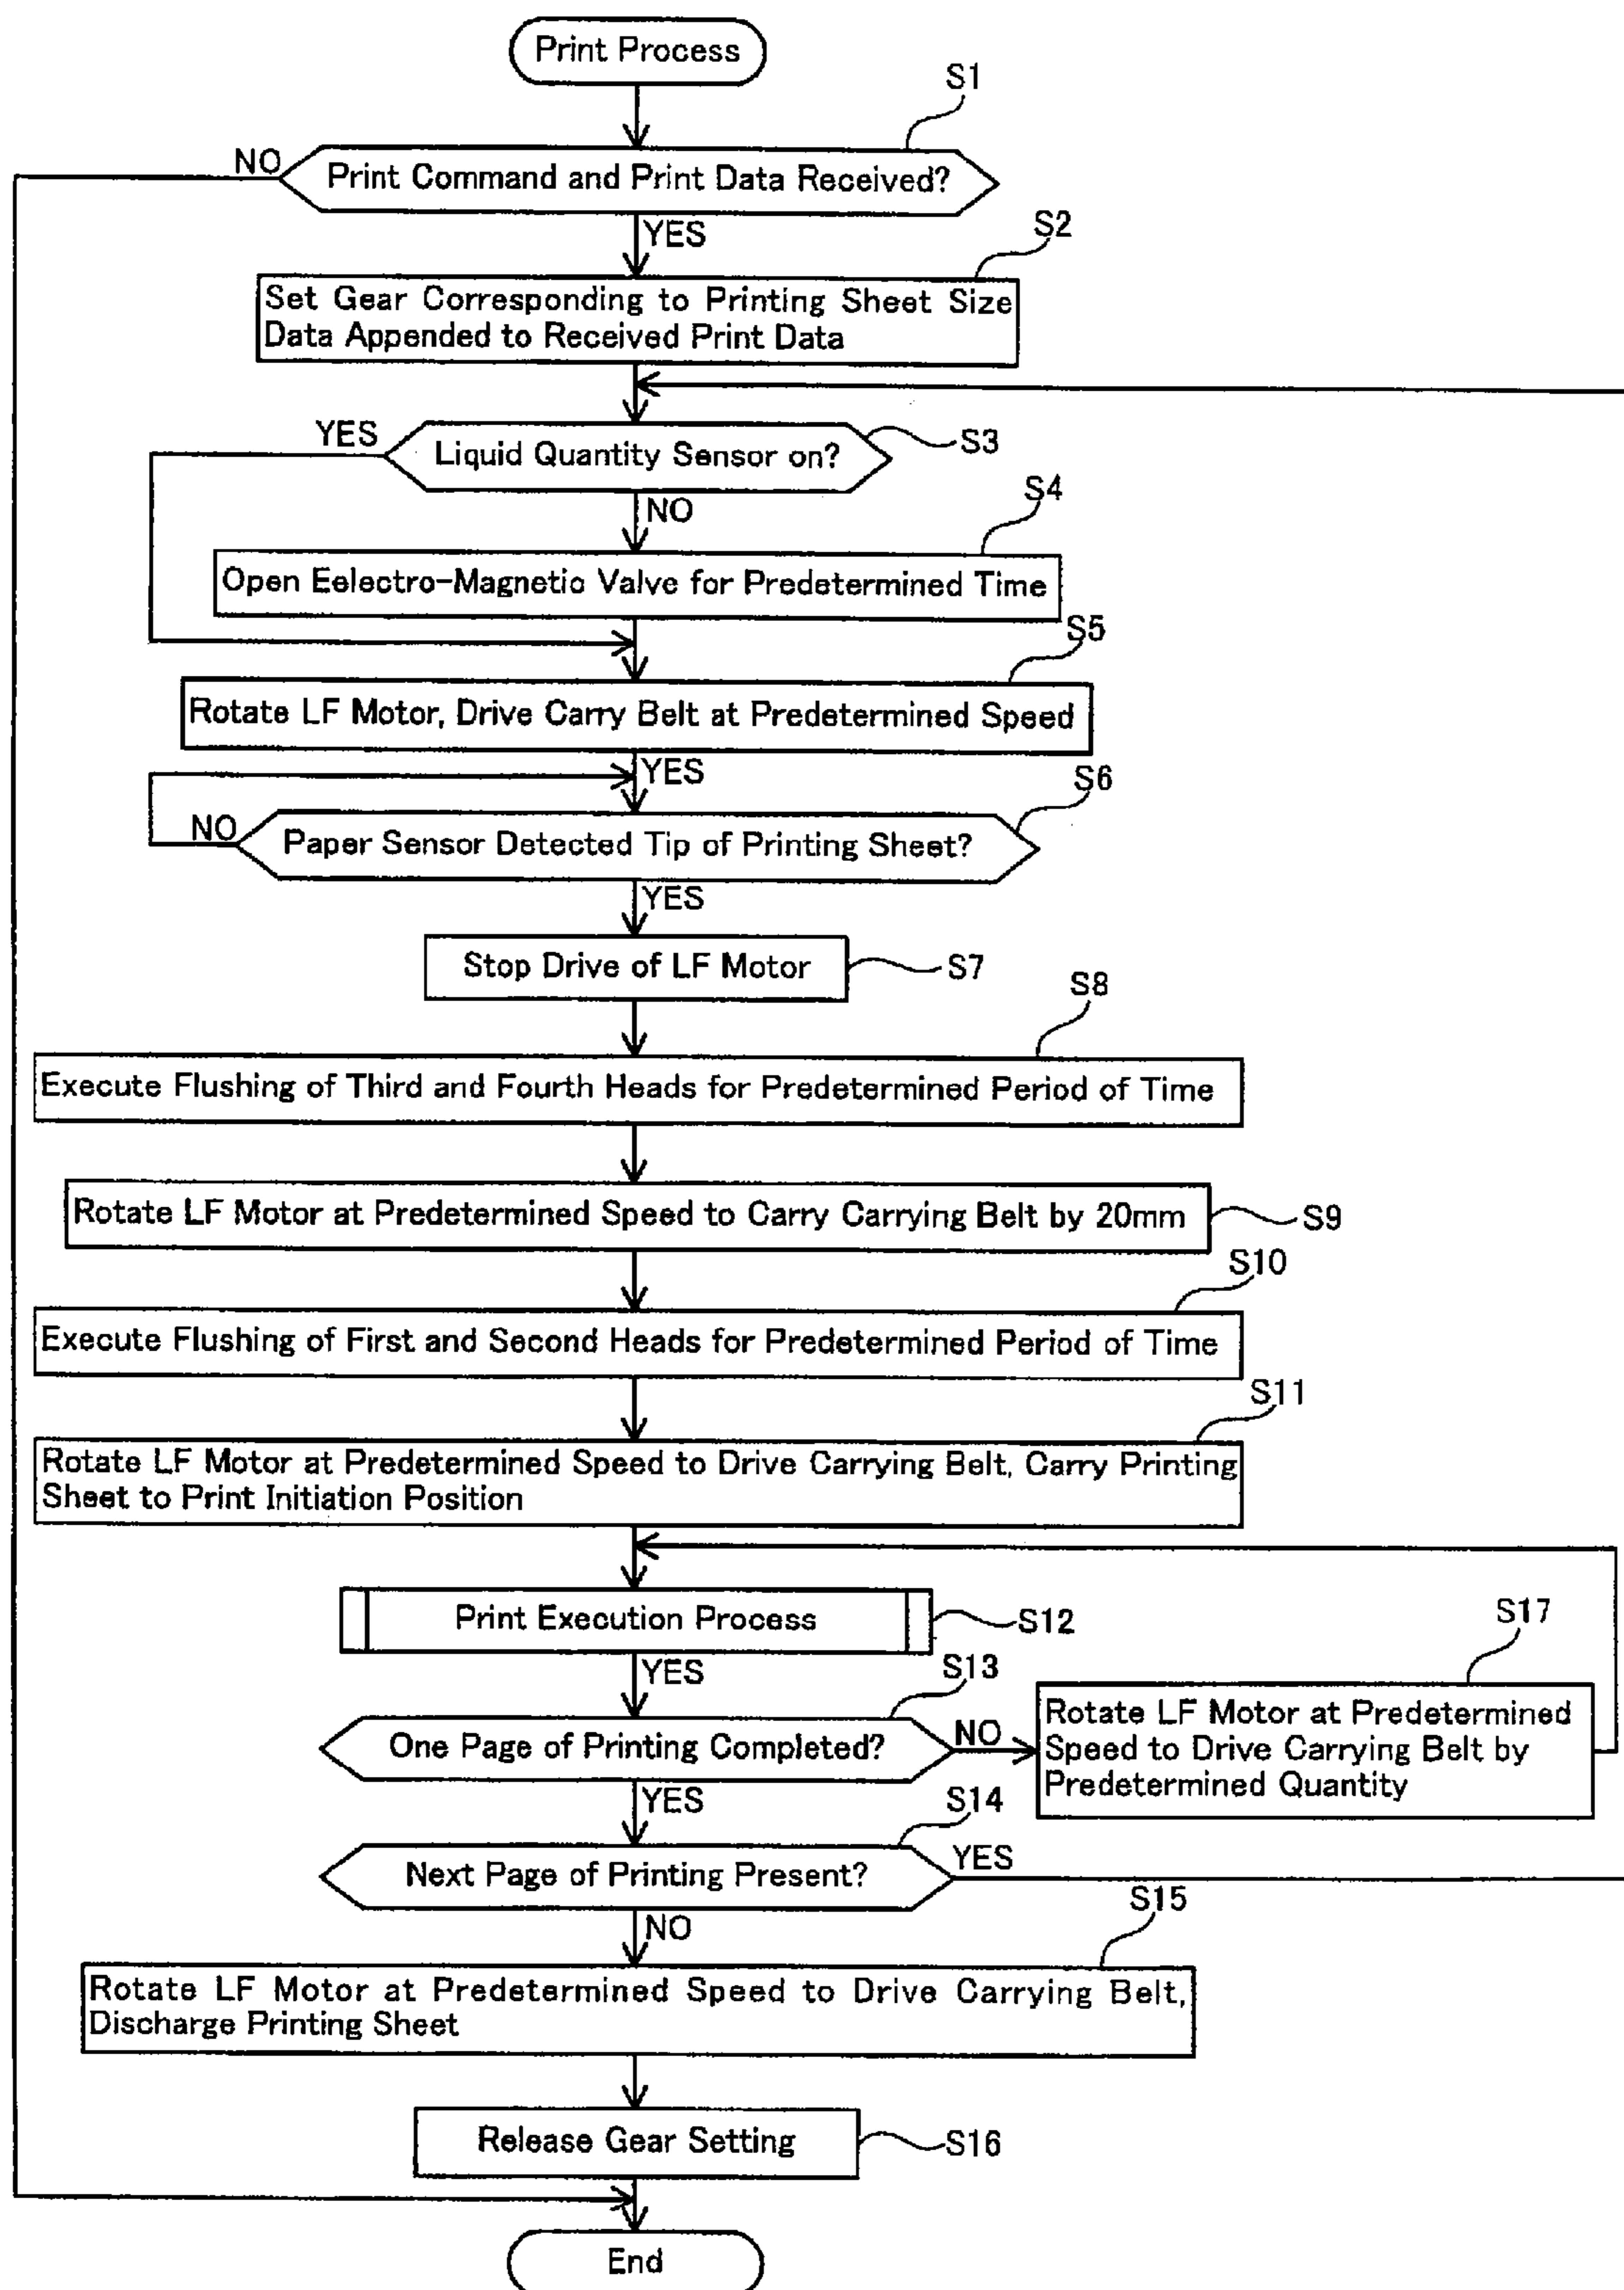 Print Process
S1
NO
Print Command and Print Data Received?
YES
S2
Set Gear Corresponding to Printing Sheet Size
Data Appended to Received Print Data
YES
Liquid Quantity Sensor on?
S3
NO
S4
Open Eelectro-Magnetic Valve for Predetermined Time
S5
Rotate LF Motor, Drive Carry Belt at Predetermined Speed
YES
S6
NO
Paper Sensor Detected Tip of Printing Sheet?
YES
Stop Drive of LF Motor
S7
S8
Execute Flushing of Third and Fourth Heads for Predetermined Period of Time
Rotate LF Motor at Predetermined Speed to Carry Carrying Belt by 20mm
S9
S10
Execute Flushing of First and Second Heads for Predetermined Period of Time
S11
Rotate LF Motor at Predetermined Speed to Drive Carrying Belt, Carry Printing
Sheet to Print Initiation Position
Print Execution Process
S12
S17
YES
S13
One Page of Printing Completed?
NO
Rotate LF Motor at Predetermined
Speed to Drive Carrying Belt by
Predetermined Quantity
YES
S14
Next Page of Printing Present?
YES
NO
S15
Rotate LF Motor at Predetermined Speed to Drive Carrying Belt,
Discharge Printing Sheet
Release Gear Setting
S16
End